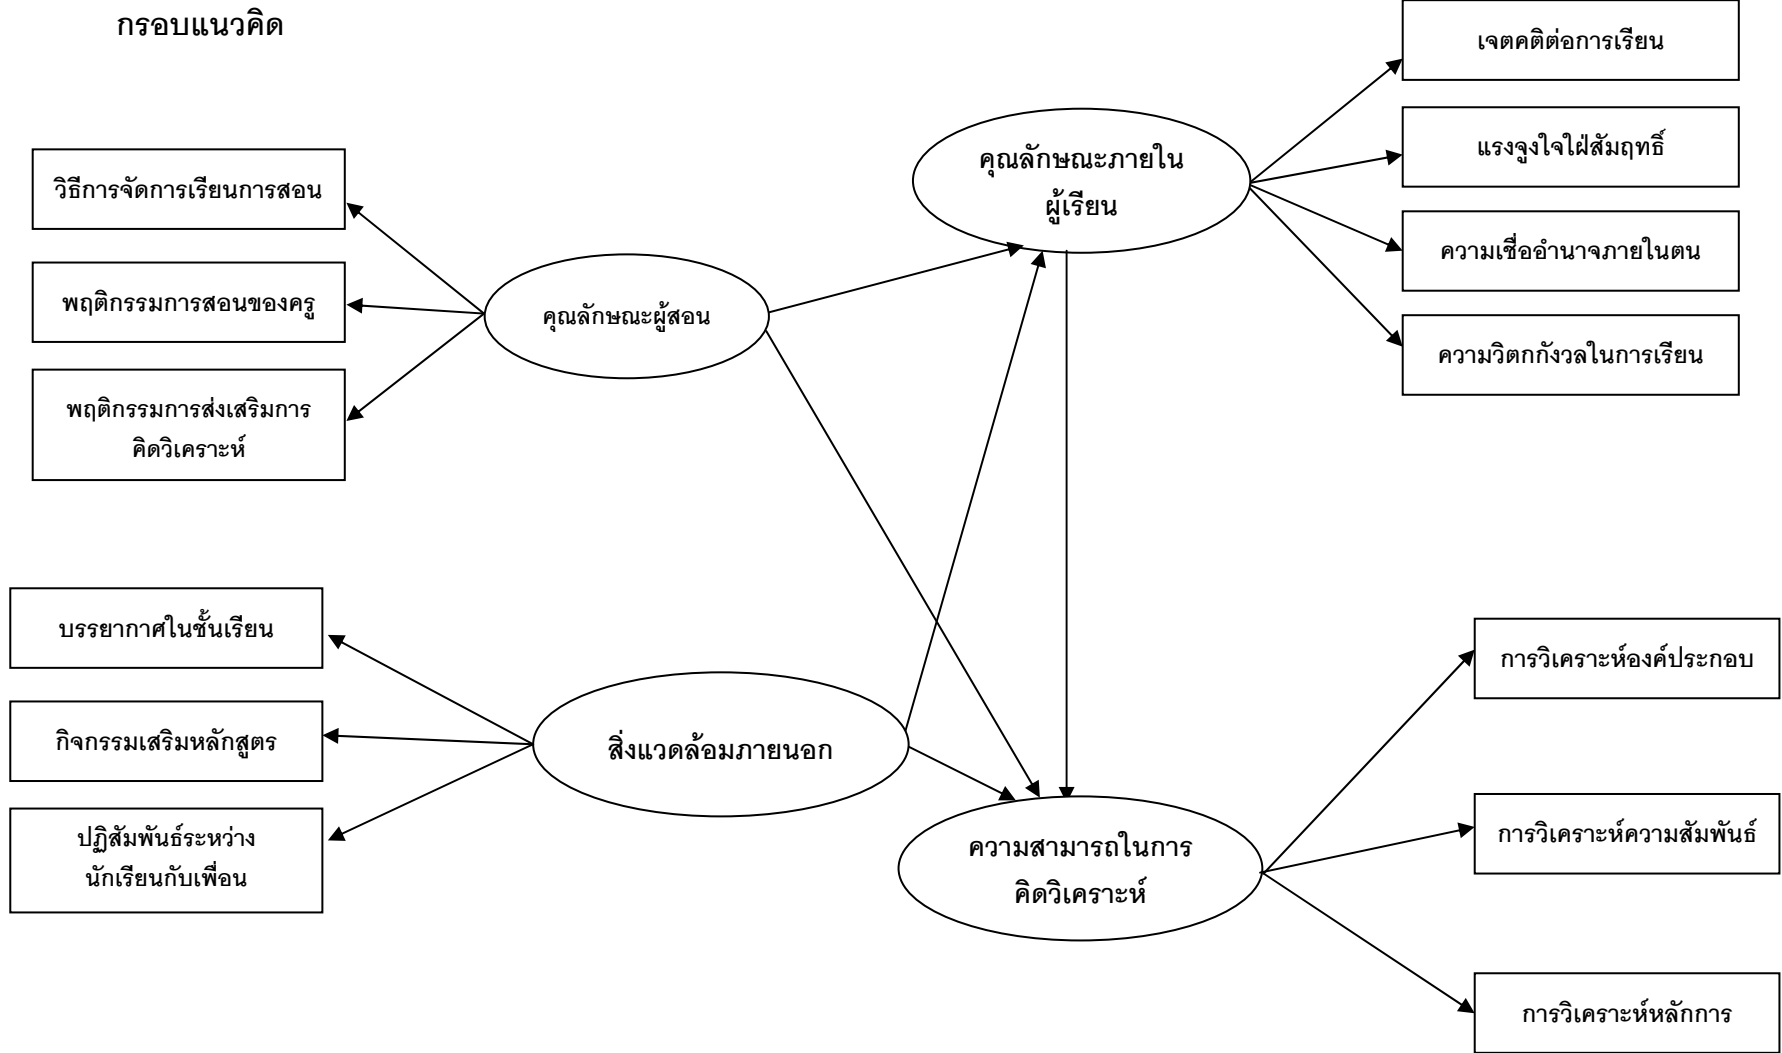 กรอบแนวคิด
เจตคติต่อการเรียน
แรงจูงใจใฝ่สัมฤทธิ์
ความเชื่ออำนาจภายในตน
ความวิตกกังวลในการเรียน
คุณลักษณะภายใน
ผู้เรียน
วิธีการจัดการเรียนการสอน
พฤติกรรมการสอนของครู
พฤติกรรมการส่งเสริมการ
คิดวิเคราะห์
คุณลักษณะผู้สอน
บรรยากาศในชั้นเรียน
กิจกรรมเสริมหลักสูตร
ปฏิสัมพันธ์ระหว่าง
นักเรียนกับเพื่อน
สิ่งแวดล้อมภายนอก
ความสามารถในการ
คิดวิเคราะห์
การวิเคราะห์องค์ประกอบ
การวิเคราะห์ความสัมพันธ์
การวิเคราะห์หลักการ